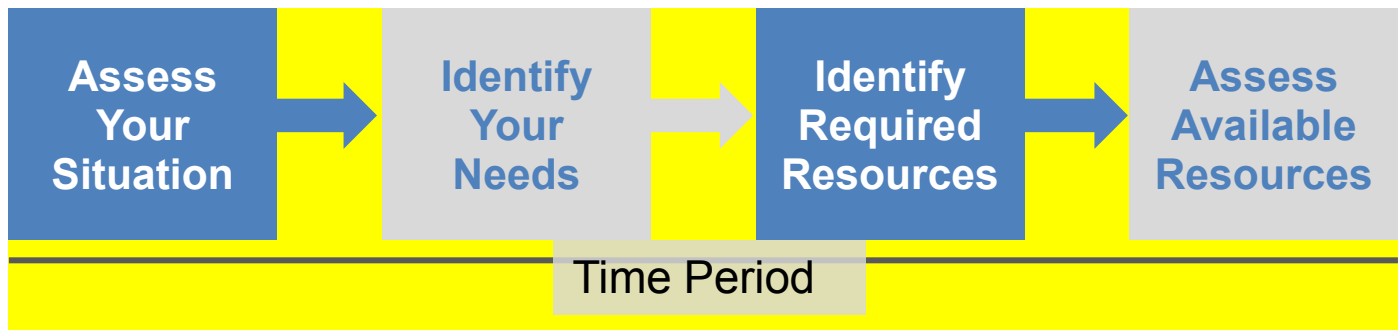 Assess
Your
Situation
Identify
Your
Needs
Identify
Required
Resources
Assess
Available
Resources
Time Period